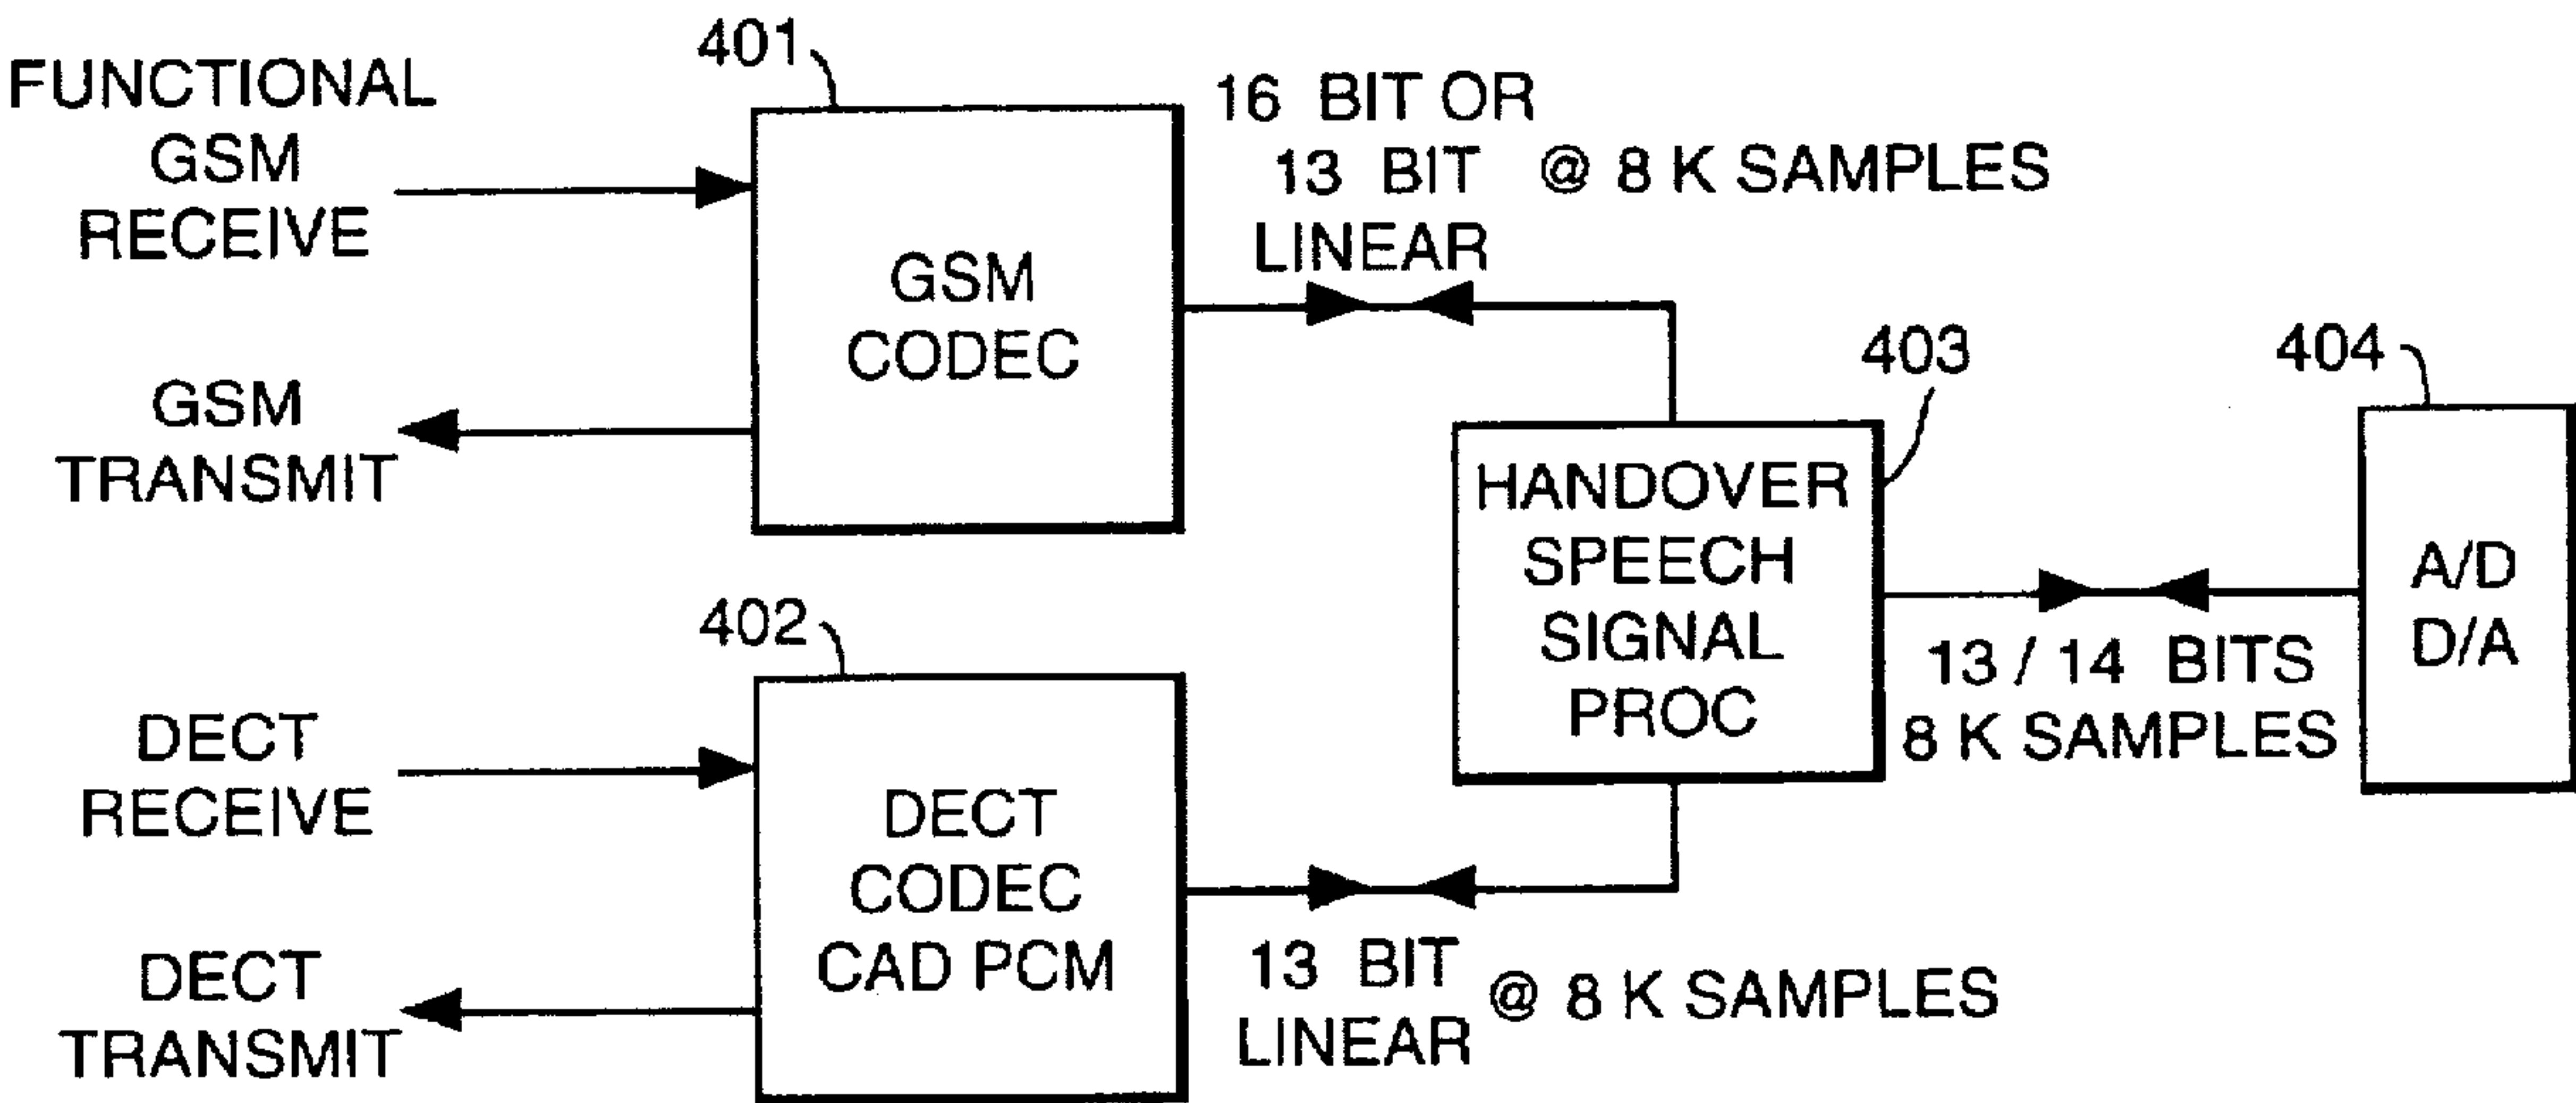 FUNCTIONAL
GSM
RECEIVE
GSM
TRANSMIT
401
GSM
CODEC
16 BIT OR
13 BIT @ 8 K SAMPLES
LINEAR
403
HANDOVER
SPEECH
SIGNAL
PROC
404
A/D
D/A
13 / 14 BITS
8 K SAMPLES
DECT
RECEIVE
DECT
TRANSMIT
402
DECT
CODEC
CAD PCM
13 BIT
LINEAR @ 8 K SAMPLES